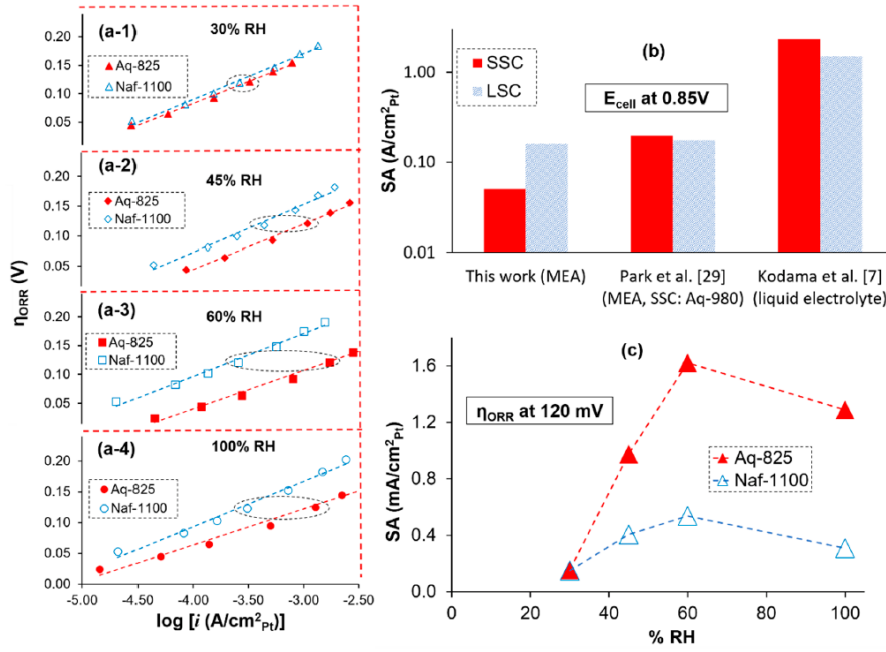 (a-1)
30% RH
Aq-825
Naf-1100
0.20
0.15
0.10
0.05
(a-2)
45% RH
Aq-825
Naf-1100
0.20
0.15
0.10
0.05
(a-3)
60% RH
Aq-825
Naf-1100
0.20
0.15
0.10
0.05
(a-4)
100% RH
Aq-825
Naf-1100
0.20
0.15
0.10
0.05
0.00
-5.00 -4.50 -4.00 -3.50 -3.00 -2.50
log [i (A/cm²Pt)]
ηORR (V)
(b)
SSC
LSC
Ecell at 0.85V
SA (A/cm²Pt)
1.00
0.10
0.01
This work (MEA)
Park et al. [29]
(MEA, SSC: Aq-980)
Kodama et al. [7]
(liquid electrolyte)
(c)
ηORR at 120 mV
Aq-825
Naf-1100
SA (mA/cm²Pt)
1.6
1.2
0.8
0.4
0.0
0 20 40 60 80 100
% RH